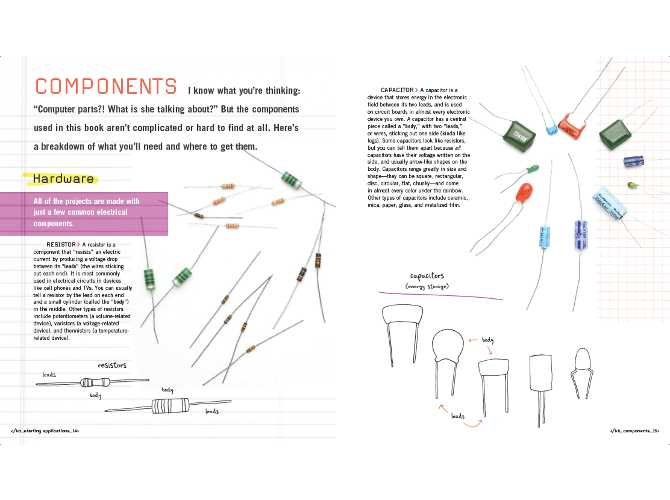 COMPONENTS I know what you're thinking:
“Computer parts?! What is she talking about?” But the components
used in this book aren't complicated or hard to find at all. Here's
a breakdown of what you'll need and where to get them.
Hardware
All of the projects are made with
just a few common electrical
components.
RESISTOR > A resistor is a
component that “resists” an electric
current by producing a voltage drop
between its “leads” (the wires sticking
out each end). It is most commonly
used in electrical circuits in devices
like cell phones and TVs. You can usually
tell a resistor by the lead on each end
and a small cylinder (called the “body”)
in the middle. Other types of resistors
include potentiometers (a volume-related
device), varistors (a voltage-related
device), and thermistors (a temperature-
related device).
resistors
leads
body
body
leads
</kb_starting applications_14>
CAPACITOR > A capacitor is a
device that stores energy in the electronic
field between its two leads, and is used
on circuit boards in almost every electronic
device you own. A capacitor has a central
piece called a “body,” with two “leads,”
or wires, sticking out one side (kinda like
legs). Some capacitors look like resistors,
but you can tell them apart because all
capacitors have their voltage written on the
side, and usually arrow-like shapes on the
body. Capacitors range greatly in size and
shape—they can be square, rectangular,
disc, circular, flat, chunky—and come
in almost every color under the rainbow.
Other types of capacitors include ceramic,
mica, paper, glass, and metalized film.
capacitors
(energy storage)
body
leads
</kb_components_15>